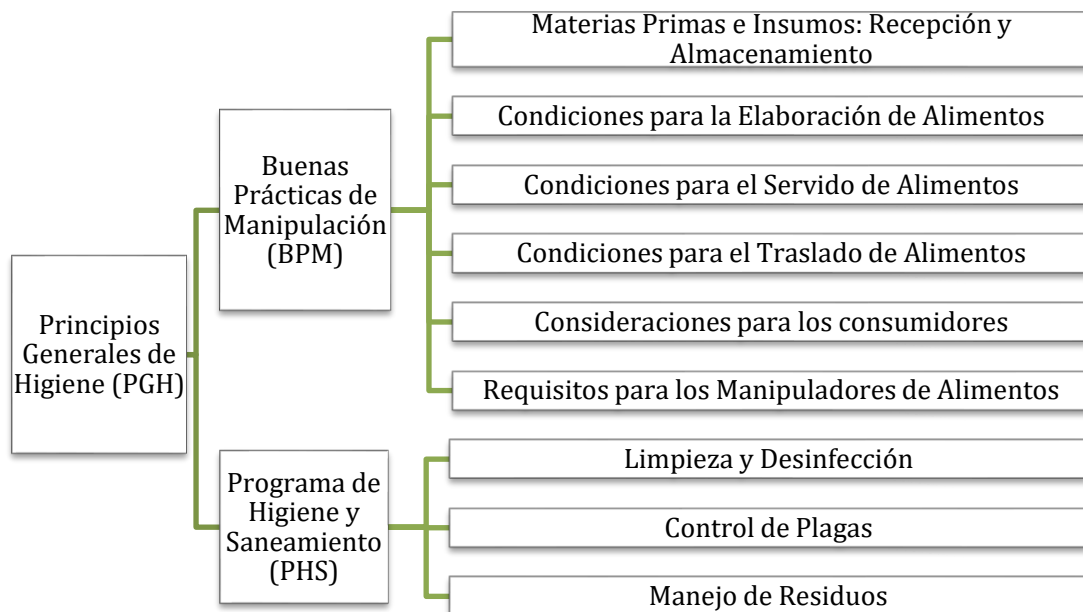 Principios
Generales de
Higiene (PGH)
Buenas
Prácticas de
Manipulación
(BPM)
Materias Primas e Insumos: Recepción y
Almacenamiento
Condiciones para la Elaboración de Alimentos
Condiciones para el Servido de Alimentos
Condiciones para el Traslado de Alimentos
Consideraciones para los consumidores
Requisitos para los Manipuladores de Alimentos
Programa de
Higiene y
Saneamiento
(PHS)
Limpieza y Desinfección
Control de Plagas
Manejo de Residuos